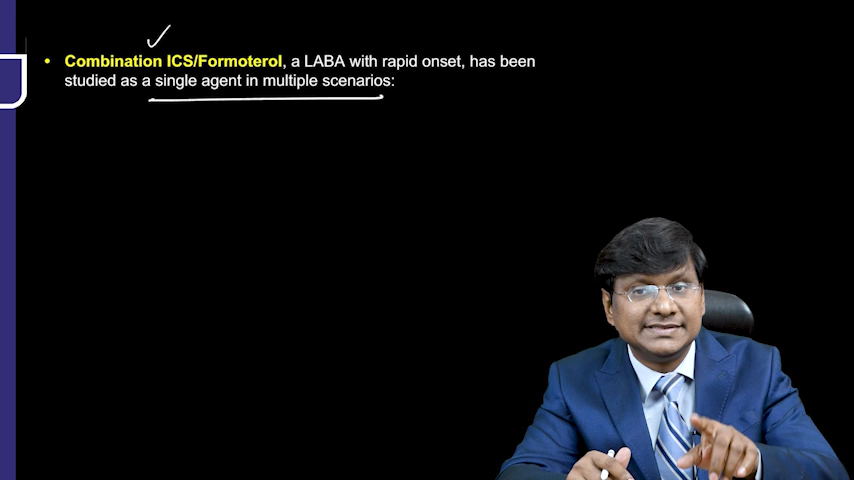 • Combination ICS/Formoterol, a LABA with rapid onset, has been
studied as a single agent in multiple scenarios: